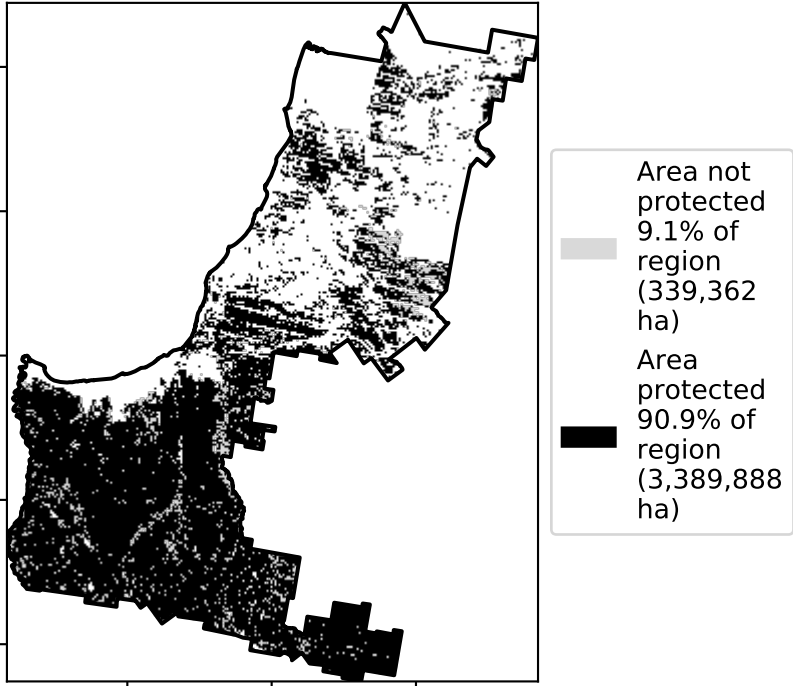 Area not
protected
9.1% of
region
(339,362
ha)
Area
protected
90.9% of
region
(3,389,888
ha)